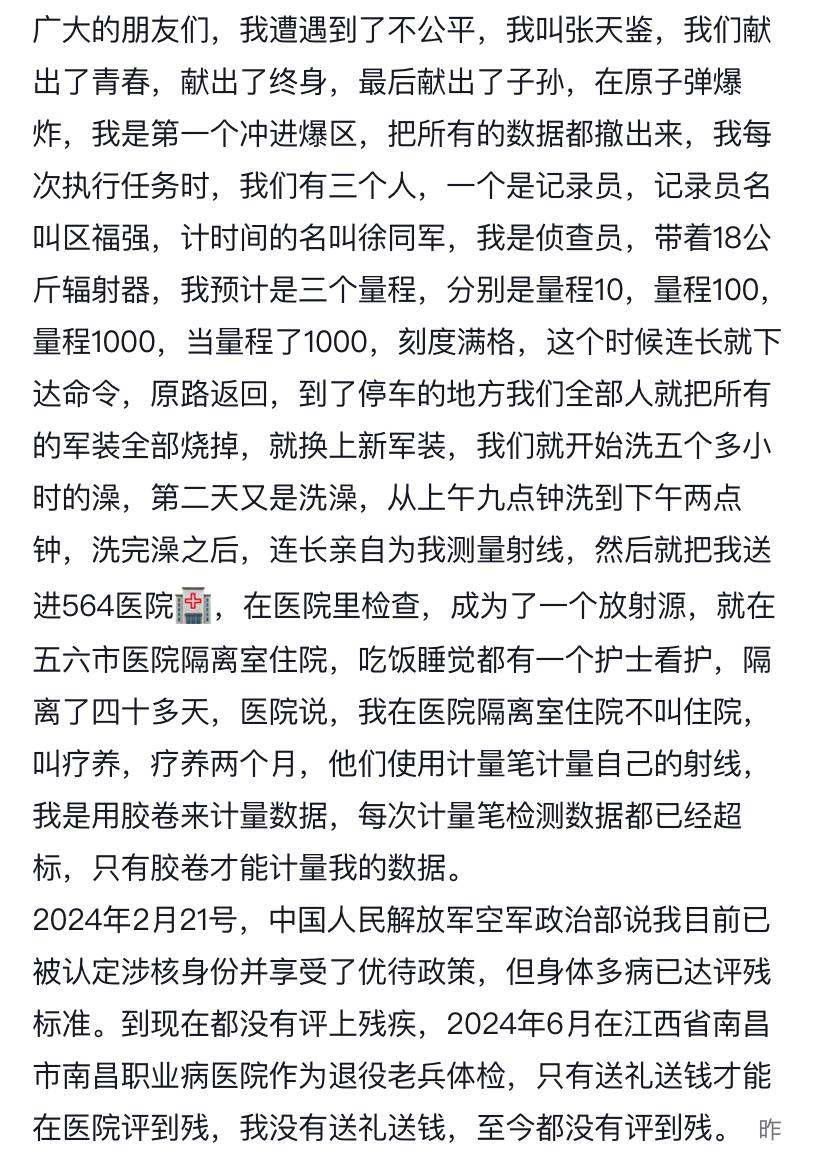 广大的朋友们，我遭遇到了不公平，我叫张天鉴，我们献
出了青春，献出了终身，最后献出了子孙，在原子弹爆
炸，我是第一个冲进爆区，把所有的数据都撤出来，我每
次执行任务时，我们有三个人，一个是记录员，记录员名
叫区福强，计时间的名叫徐同军，我是侦查员，带着18公
斤辐射器，我预计是三个量程，分别是量程10，量程100，
量程1000，当量程了1000，刻度满格，这个时候连长就下
达命令，原路返回，到了停车的地方我们全部人就把所有
的军装全部烧掉，就换上新军装，我们就开始洗五个多小
时的澡，第二天又是洗澡，从上午九点钟洗到下午两点
钟，洗完澡之后，连长亲自为我测量射线，然后就把我送
进564医院🏥，在医院里检查，成为了一个放射源，就在
五六市医院隔离室住院，吃饭睡觉都有一个护士看护，隔
离了四十多天，医院说，我在医院隔离室住院不叫住院，
叫疗养，疗养两个月，他们使用计量笔计量自己的射线，
我是用胶卷来计量数据，每次计量笔检测数据都已经超
标，只有胶卷才能计量我的数据。
2024年2月21号，中国人民解放军空军政治部说我目前已
被认定涉核身份并享受了优待政策，但身体多病已达评残
标准。到现在都没有评上残疾，2024年6月在江西省南昌
市南昌职业病医院作为退役老兵体检，只有送礼送钱才能
在医院评到残，我没有送礼送钱，至今都没有评到残。 昨